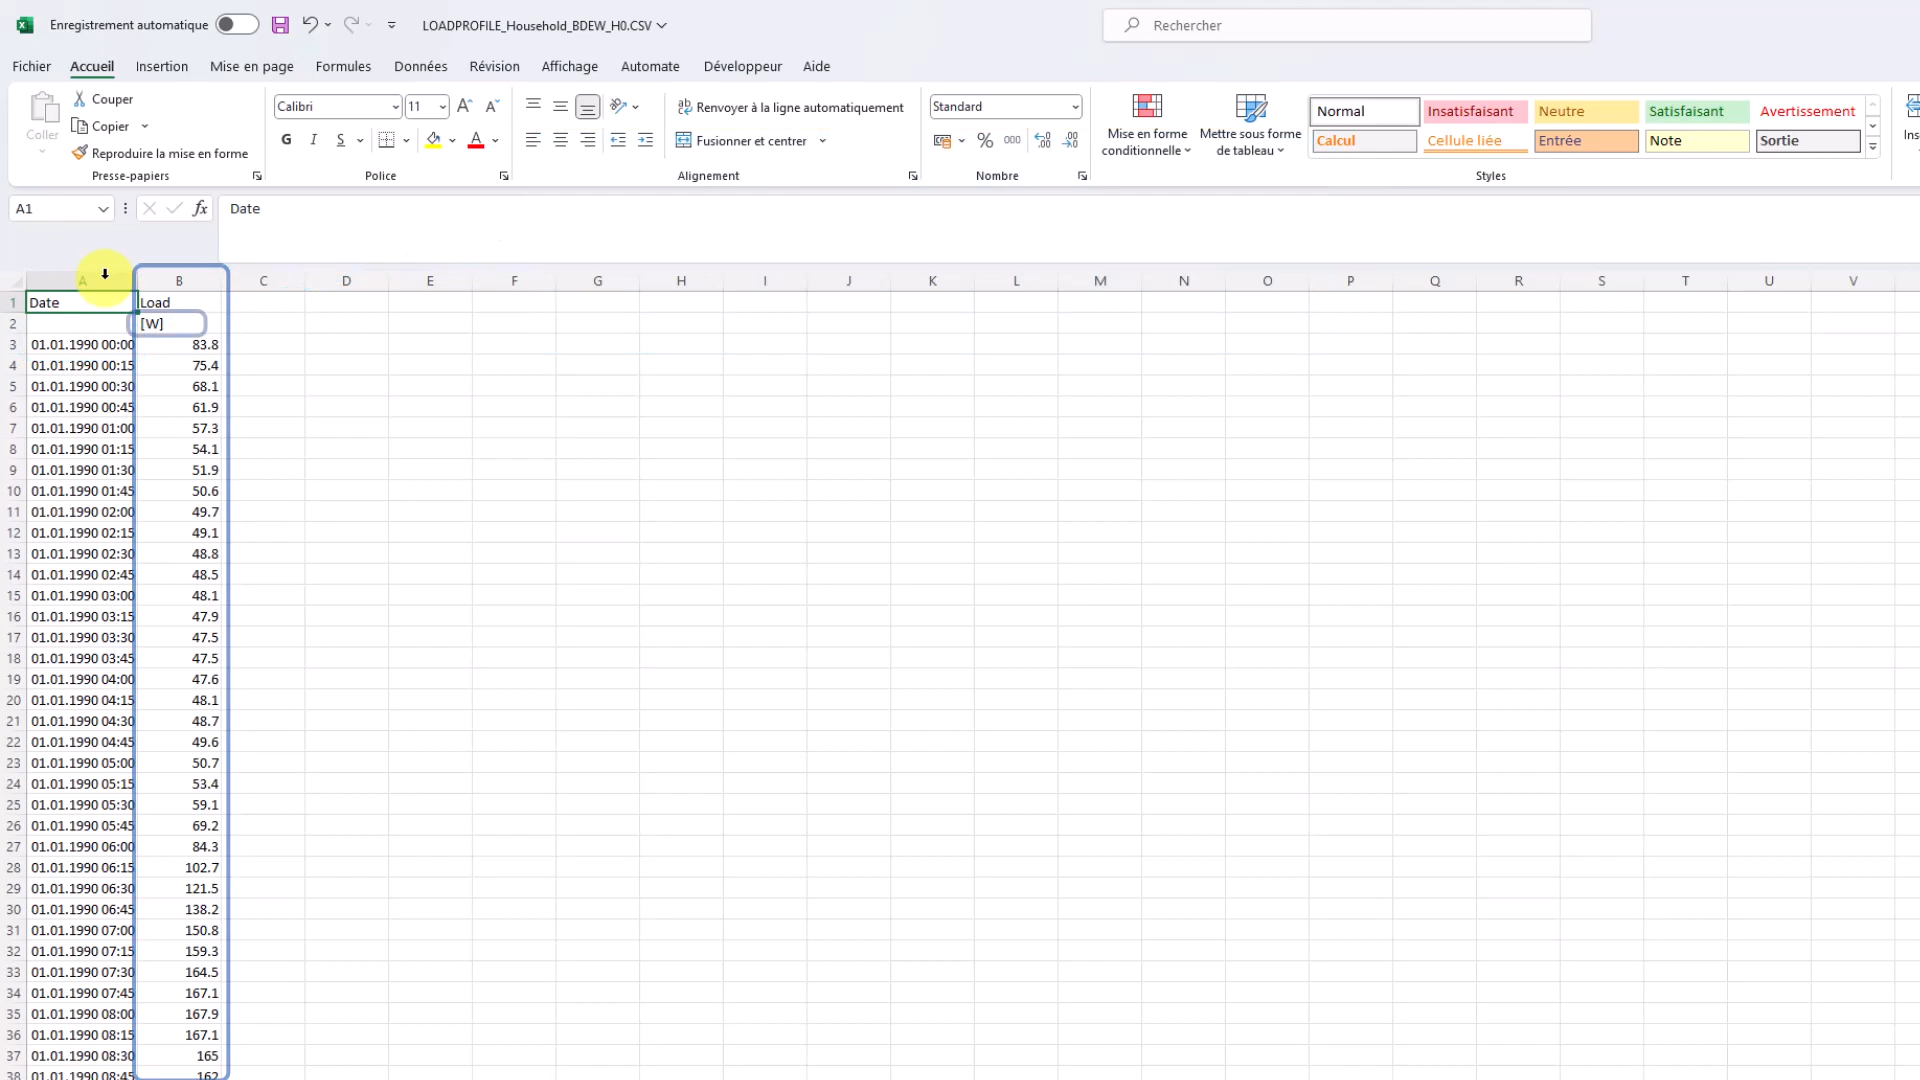 Enregistrement automatique LOADPROFILE_Household_BDEW_H0.CSV Rechercher
Fichier Accueil Insertion Mise en page Formules Données Révision Affichage Automate Développeur Aide
Coller
Couper
Copier
Reproduire la mise en forme
Presse-papiers
Calibri 11
G I S A
Police
Renvoyer à la ligne automatiquement
Fusionner et centrer
Alignement
Standard
% 000
Nombre
Mise en forme conditionnelle
Mettre sous forme de tableau
Normal Insatisfaisant Neutre Satisfaisant Avertissement
Calcul Cellule liée Entrée Note Sortie
Styles
A1 fx Date
A B C D E F G H I J K L M N O P Q R S T U V
1 Date Load
2 [W]
3 01.01.1990 00:00 83.8
4 01.01.1990 00:15 75.4
5 01.01.1990 00:30 68.1
6 01.01.1990 00:45 61.9
7 01.01.1990 01:00 57.3
8 01.01.1990 01:15 54.1
9 01.01.1990 01:30 51.9
10 01.01.1990 01:45 50.6
11 01.01.1990 02:00 49.7
12 01.01.1990 02:15 49.1
13 01.01.1990 02:30 48.8
14 01.01.1990 02:45 48.5
15 01.01.1990 03:00 48.1
16 01.01.1990 03:15 47.9
17 01.01.1990 03:30 47.5
18 01.01.1990 03:45 47.5
19 01.01.1990 04:00 47.6
20 01.01.1990 04:15 48.1
21 01.01.1990 04:30 48.7
22 01.01.1990 04:45 49.6
23 01.01.1990 05:00 50.7
24 01.01.1990 05:15 53.4
25 01.01.1990 05:30 59.1
26 01.01.1990 05:45 69.2
27 01.01.1990 06:00 84.3
28 01.01.1990 06:15 102.7
29 01.01.1990 06:30 121.5
30 01.01.1990 06:45 138.2
31 01.01.1990 07:00 150.8
32 01.01.1990 07:15 159.3
33 01.01.1990 07:30 164.5
34 01.01.1990 07:45 167.1
35 01.01.1990 08:00 167.9
36 01.01.1990 08:15 167.1
37 01.01.1990 08:30 165
38 01.01.1990 08:45 162